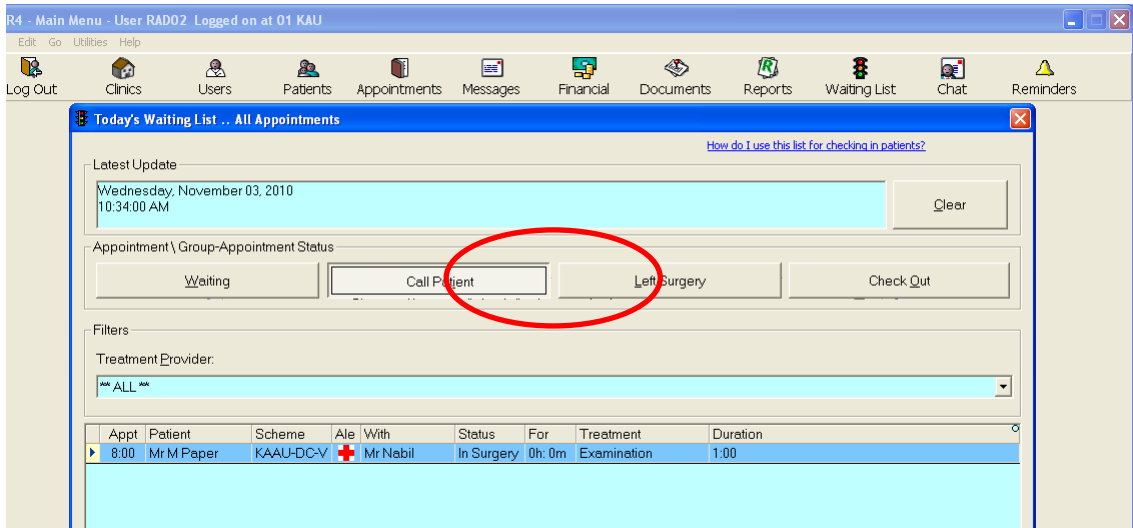 R4 - Main Menu - User RAD02 Logged on at 01 KAU
Edit Go Utilities Help
Log Out Clinics Users Patients Appointments Messages Financial Documents Reports Waiting List Chat Reminders
Today's Waiting List .. All Appointments
How do I use this list for checking in patients?
Latest Update
Wednesday, November 03, 2010
10:34:00 AM
Clear
Appointment \ Group-Appointment Status
Waiting Call Patient Left Surgery Check Out
Filters
Treatment Provider:
** ALL **
Appt Patient Scheme Ale With Status For Treatment Duration
8:00 Mr M Paper KAAU-DC-V Mr Nabil In Surgery 0h: 0m Examination 1:00